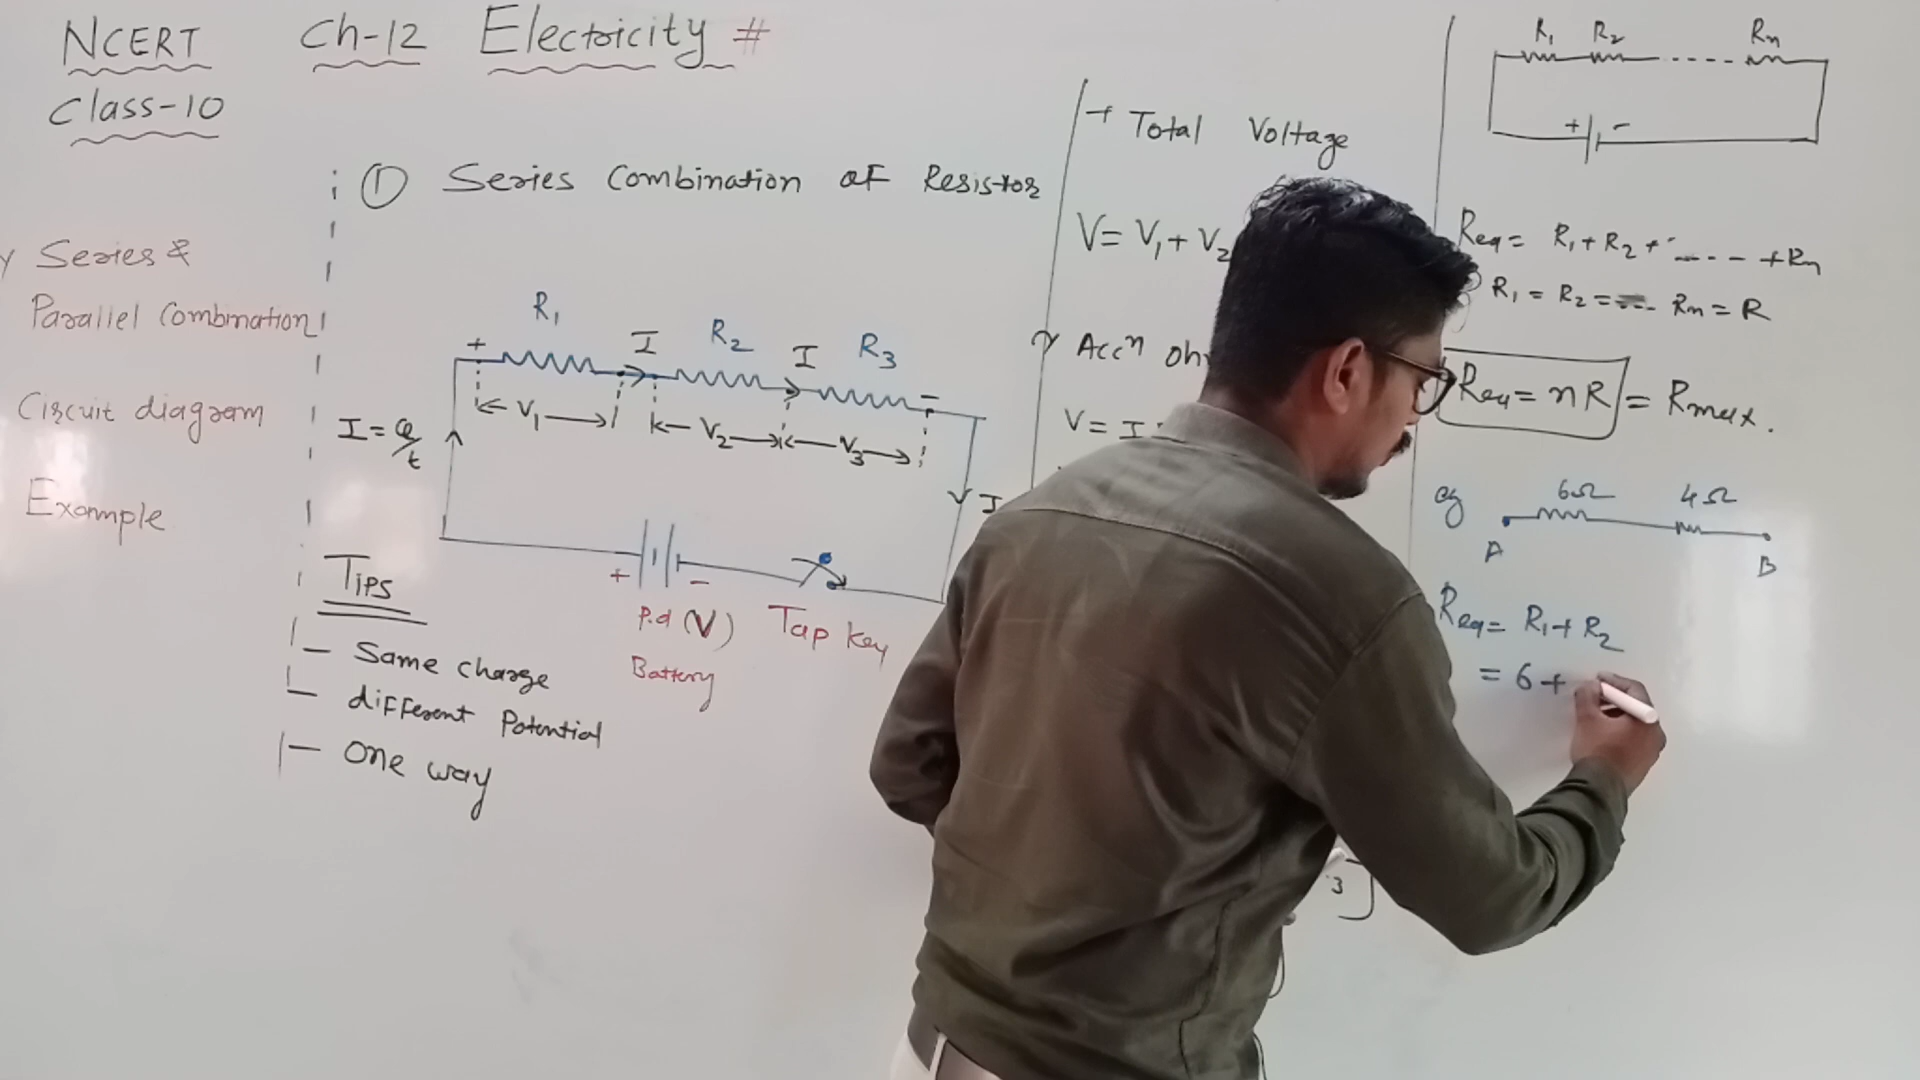 NCERT Ch-12 Electricity #
Class-10
① Series Combination of Resistor
Series &
Parallel Combination
Circuit diagram
Example
R1 I R2 I R3
+ -
V1 V2 V3
I = Q/t
I
+ -
P.d (V) Tap Key
Battery
Tips
- Same charge
- different Potential
- One way
→ Total Voltage
V = V1 + V2
Accn Oh
V = I
3
R1 R2 ---- Rn
+ -
Req = R1 + R2 + ---- + Rn
R1 = R2 = --- Rn = R
Req = nR = Rmax.
eg 6Ω 4Ω
A B
Req = R1 + R2
= 6 +